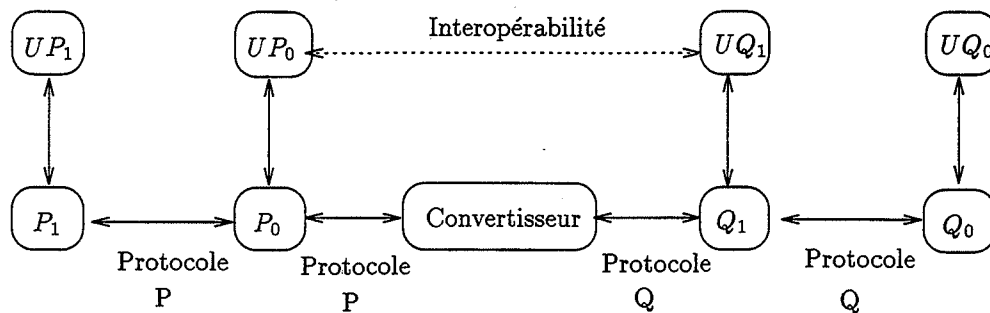 Interopérabilité
UP₁ UP₀ UQ₁ UQ₀
P₁ P₀ Convertisseur Q₁ Q₀
Protocole Protocole Protocole Protocole
P P Q Q